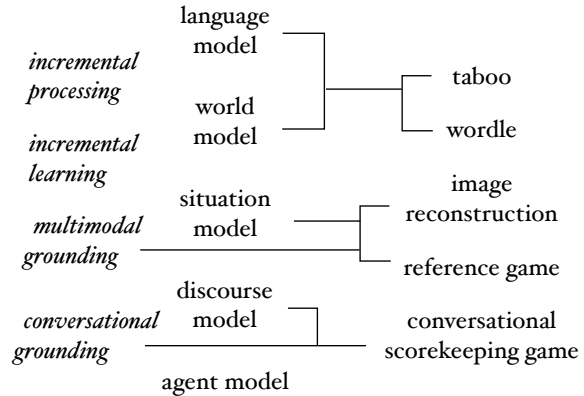 language
model
incremental
processing
taboo
world
model
wordle
incremental
learning
image
reconstruction
situation
model
multimodal
grounding
reference game
discourse
model
conversational
grounding
conversational
scorekeeping game
agent model